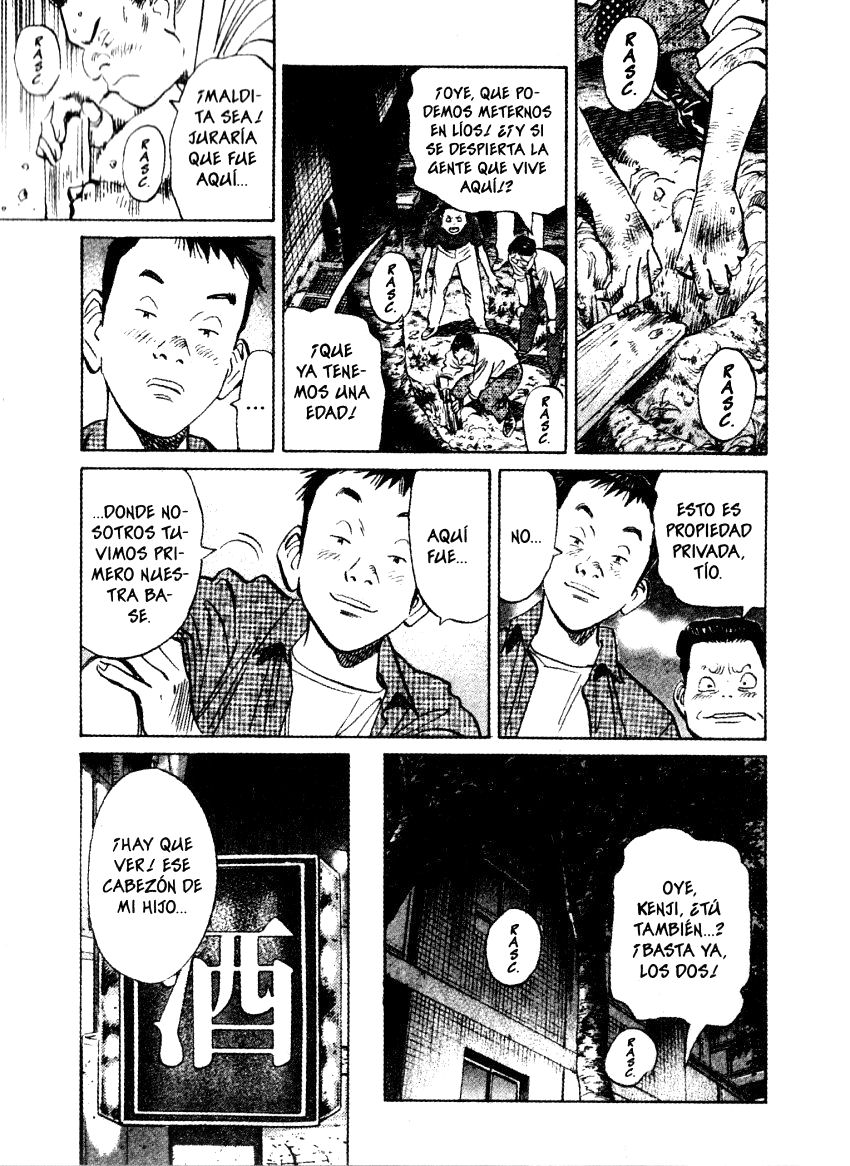 RASC.
RASC.
RASC.
¡OYE, QUE PO-
DEMOS METERNOS
EN LÍOS! ¿¡Y SI
SE DESPIERTA LA
GENTE QUE VIVE
AQUÍ!?
RASC.
¡QUE
YA TENE-
MOS UNA
EDAD!
RASC.
¡MALDI-
TA SEA!
JURARÍA
QUE FUE
AQUÍ...
RASC.
RASC.
...
ESTO ES
PROPIEDAD
PRIVADA,
TÍO.
NO...
AQUÍ
FUE...
...DONDE NO-
SOTROS TU-
VIMOS PRI-
MERO NUES-
TRA BA-
SE.
OYE,
KENJI, ¿TÚ
TAMBIÉN...?
¡BASTA YA,
LOS DOS!
RASC.
RASC.
¡HAY QUE
VER! ESE
CABEZÓN DE
MI HIJO...
酒